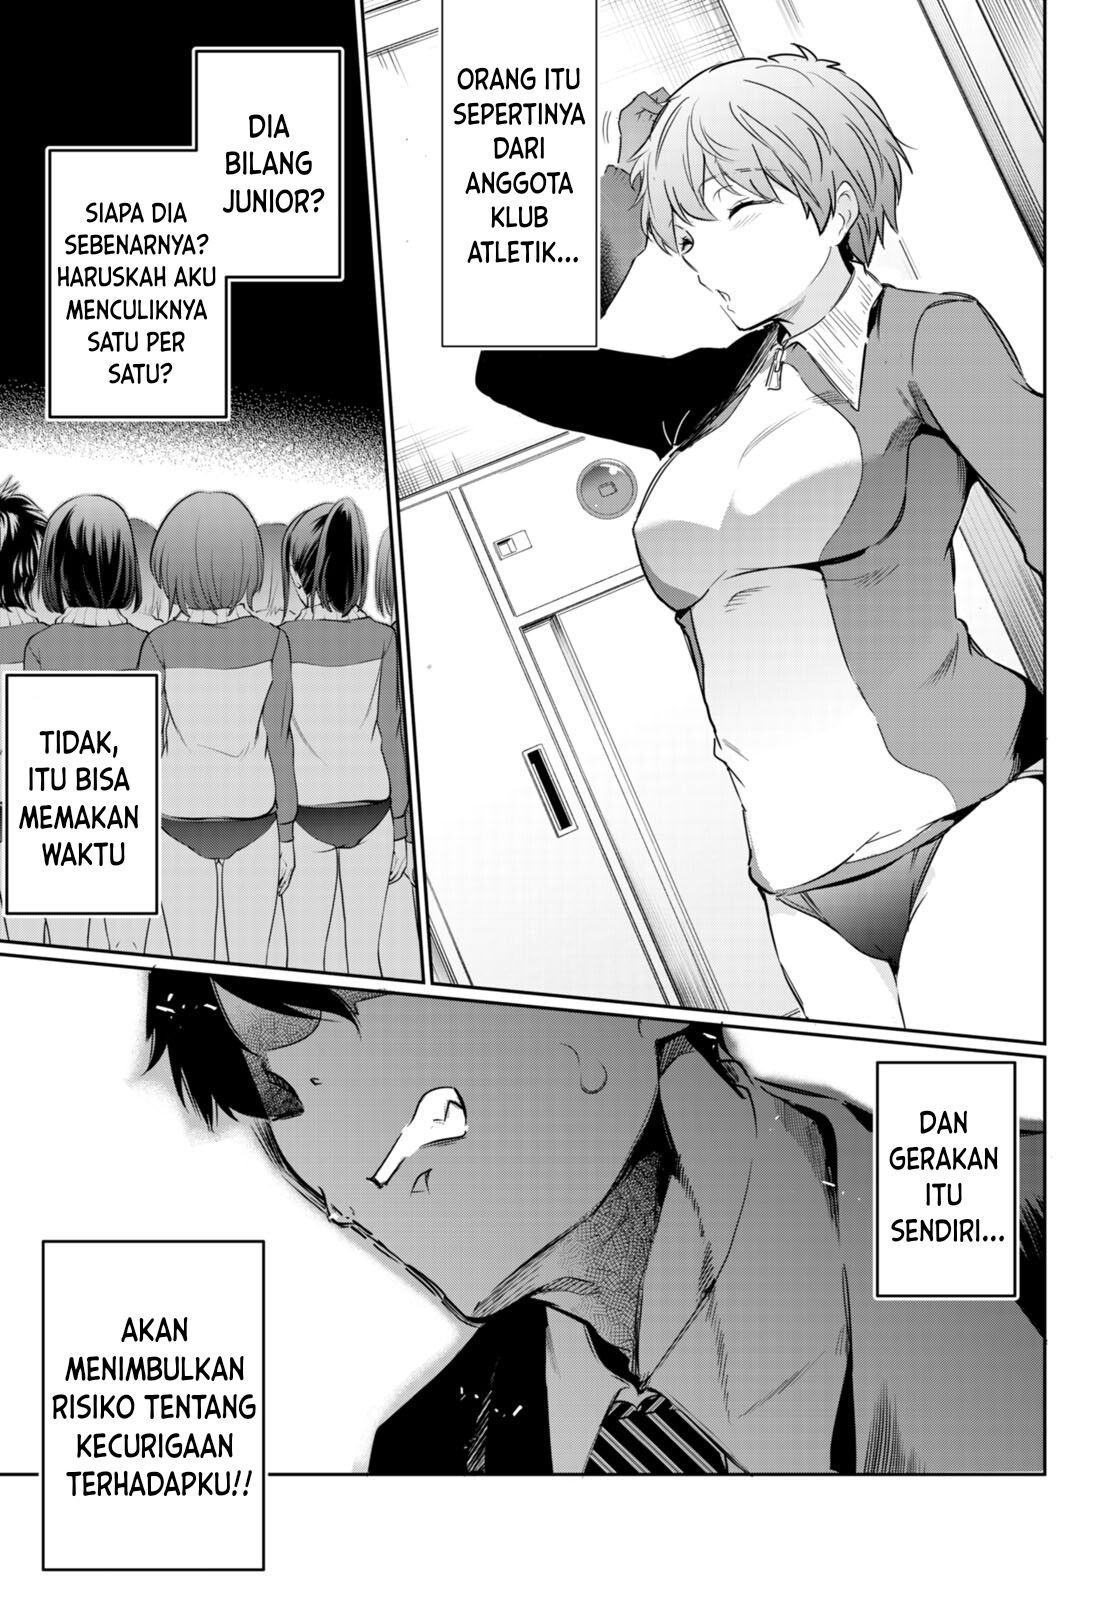 ORANG ITU
SEPERTINYA
DARI
ANGGOTA
KLUB
ATLETIK...
DIA
BILANG
JUNIOR?
SIAPA DIA
SEBENARNYA?
HARUSKAH AKU
MENCULIKNYA
SATU PER
SATU?
TIDAK,
ITU BISA
MEMAKAN
WAKTU
DAN
GERAKAN
ITU
SENDIRI...
AKAN
MENIMBULKAN
RISIKO TENTANG
KECURIGAAN
TERHADAPKU!!